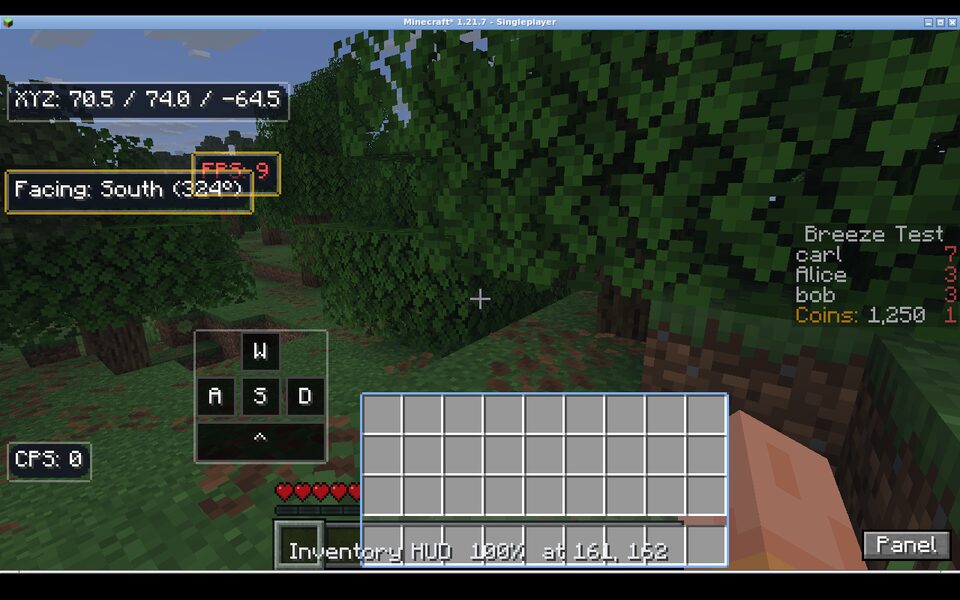 Minecraft* 1.21.7 - Singleplayer
XYZ: 70.5 / 74.0 / -64.5
FPS: 9
Facing: South (324°)
Breeze Test
carl 7
Alice 3
bob 3
Coins: 1,250 1
W
A S D
^
CPS: 0
Inventory HUD 100% at 161, 162
Panel